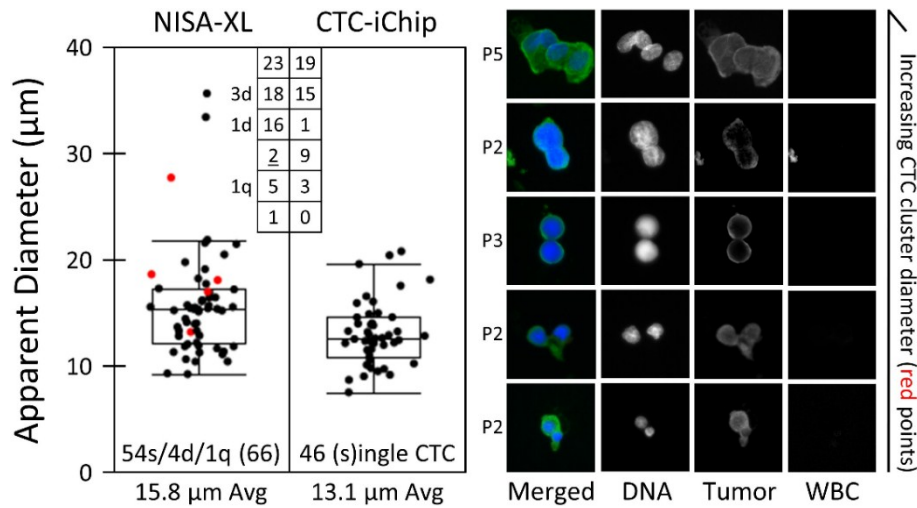 NISA-XL CTC-iChip
Apparent Diameter (μm)
40
30
20
10
0
23 19
3d 18 15
1d 16 1
2 9
1q 5 3
1 0
54s/4d/1q (66) 46 (s)ingle CTC
15.8 μm Avg 13.1 μm Avg
P5
P2
P3
P2
P2
Merged DNA Tumor WBC
Increasing CTC cluster diameter (red points)